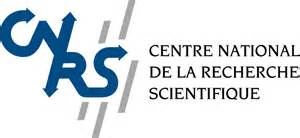 CNRS
CENTRE NATIONAL
DE LA RECHERCHE
SCIENTIFIQUE